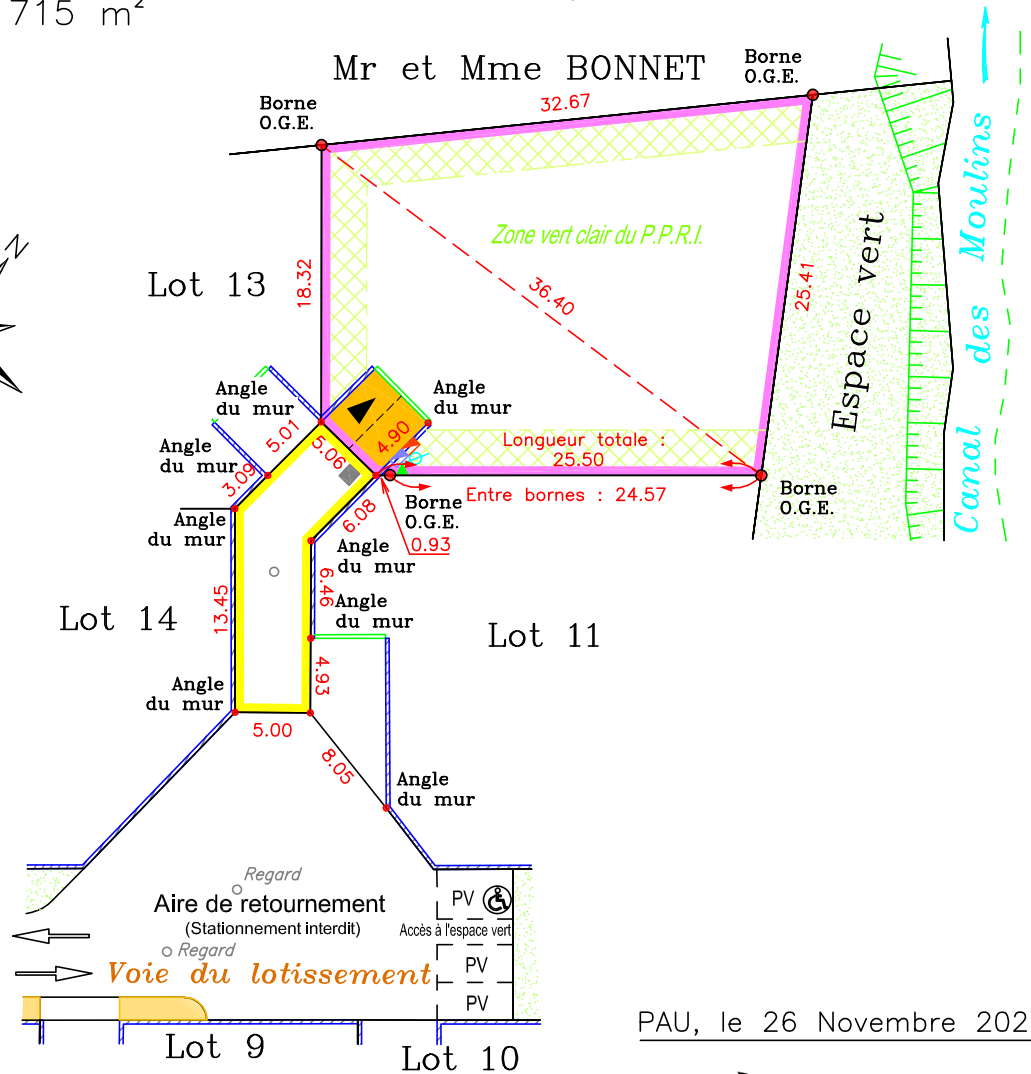 715 m²
Mr et Mme BONNET
Borne
O.G.E.
32.67
Borne
O.G.E.
N
Zone vert clair du P.P.R.I.
Lot 13
18.32
36.40
25.41
Espace vert
Canal des Moulins
Angle
du mur
Angle
du mur
5.01
5.06
4.90
Longueur totale :
25.50
Angle
du mur
3.09
Entre bornes : 24.57
Borne
O.G.E.
Borne
O.G.E.
6.08
0.93
Angle
du mur
Angle
du mur
6.46
13.45
Angle
du mur
Lot 14
Lot 11
4.93
Angle
du mur
5.00
8.05
Angle
du mur
Regard
Aire de retournement
(Stationnement interdit)
PV
Accès à l'espace vert
Regard
Voie du lotissement
PV
PV
Lot 9
Lot 10
PAU, le 26 Novembre 202